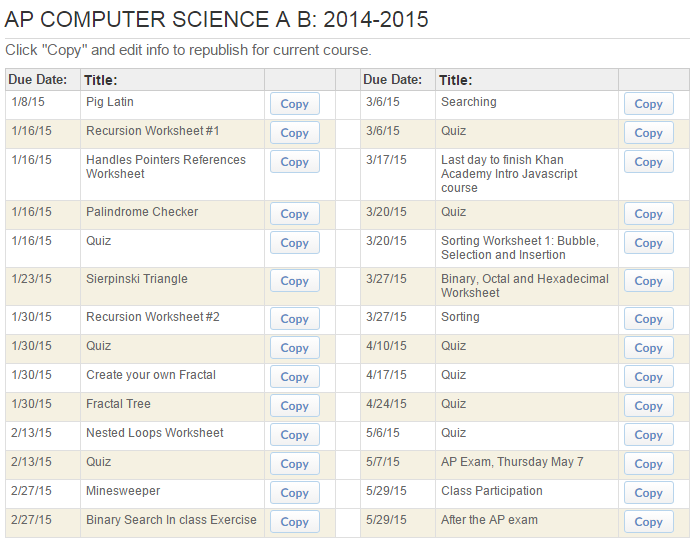 AP COMPUTER SCIENCE A B: 2014-2015
Click "Copy" and edit info to republish for current course.
Due Date: Title: Due Date: Title:
1/8/15 Pig Latin Copy 3/6/15 Searching Copy
1/16/15 Recursion Worksheet #1 Copy 3/6/15 Quiz Copy
1/16/15 Handles Pointers References Copy 3/17/15 Last day to finish Khan Copy
Worksheet Academy Intro Javascript
course
1/16/15 Palindrome Checker Copy 3/20/15 Quiz Copy
1/16/15 Quiz Copy 3/20/15 Sorting Worksheet 1: Bubble, Copy
Selection and Insertion
1/23/15 Sierpinski Triangle Copy 3/27/15 Binary, Octal and Hexadecimal Copy
Worksheet
1/30/15 Recursion Worksheet #2 Copy 3/27/15 Sorting Copy
1/30/15 Quiz Copy 4/10/15 Quiz Copy
1/30/15 Create your own Fractal Copy 4/17/15 Quiz Copy
1/30/15 Fractal Tree Copy 4/24/15 Quiz Copy
2/13/15 Nested Loops Worksheet Copy 5/6/15 Quiz Copy
2/13/15 Quiz Copy 5/7/15 AP Exam, Thursday May 7 Copy
2/27/15 Minesweeper Copy 5/29/15 Class Participation Copy
2/27/15 Binary Search In class Exercise Copy 5/29/15 After the AP exam Copy